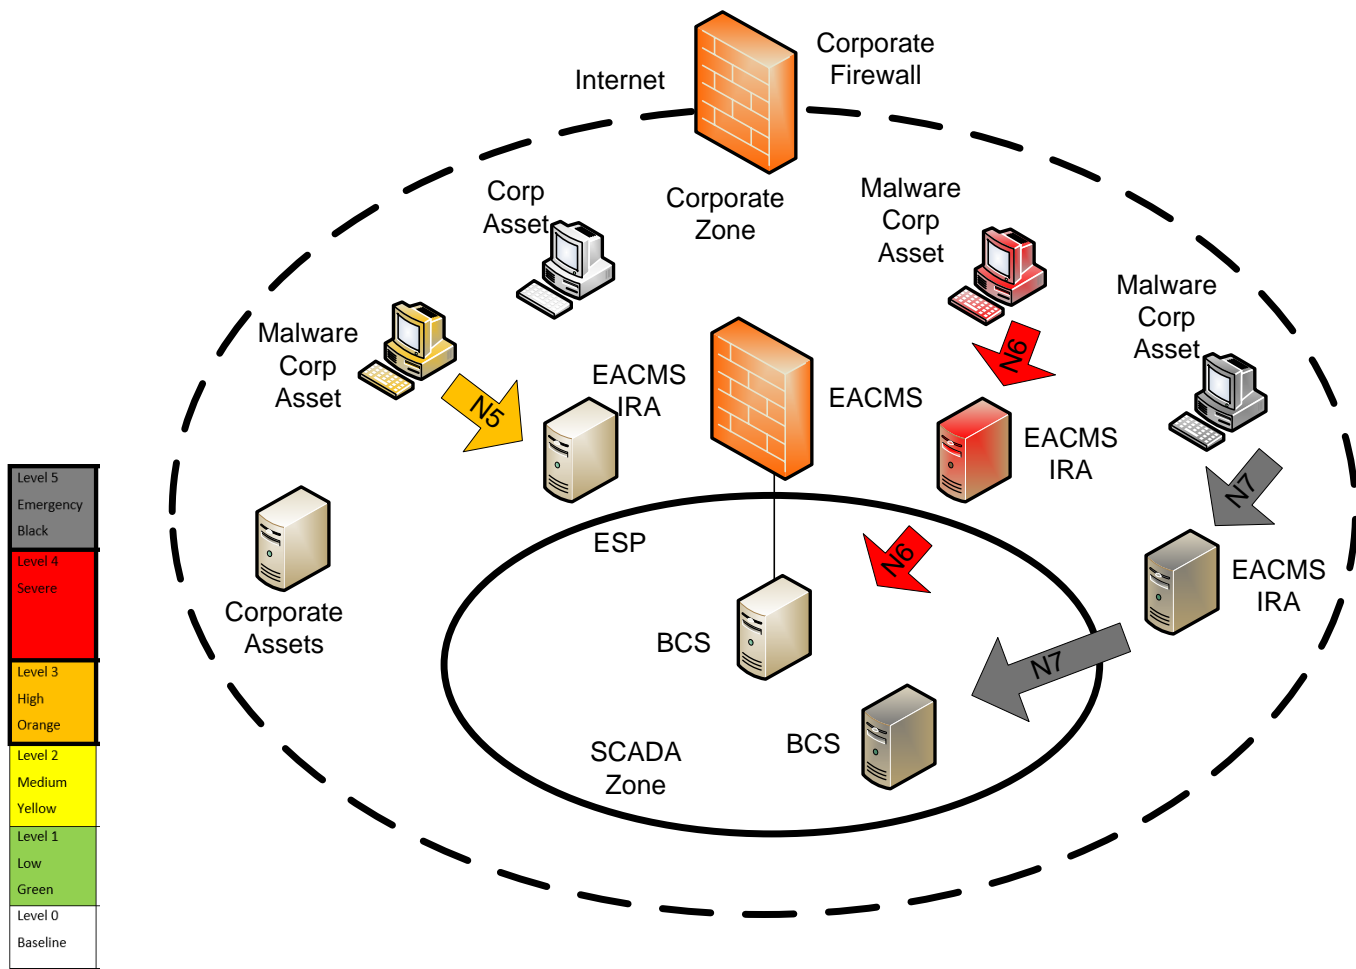 Corporate
Firewall
Internet
Corp
Asset
Corporate
Zone
Malware
Corp
Asset
Malware
Corp
Asset
Malware
Corp
Asset
N5
EACMS
IRA
EACMS
N6
EACMS
IRA
N7
EACMS
IRA
ESP
N6
Corporate
Assets
BCS
N7
BCS
SCADA
Zone
Level 5
Emergency
Black
Level 4
Severe
Level 3
High
Orange
Level 2
Medium
Yellow
Level 1
Low
Green
Level 0
Baseline